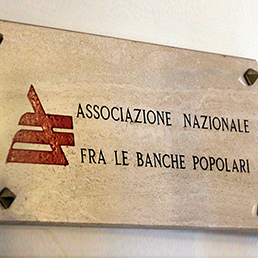 ASSOCIAZIONE NAZIONALE
FRA LE BANCHE POPOLARI